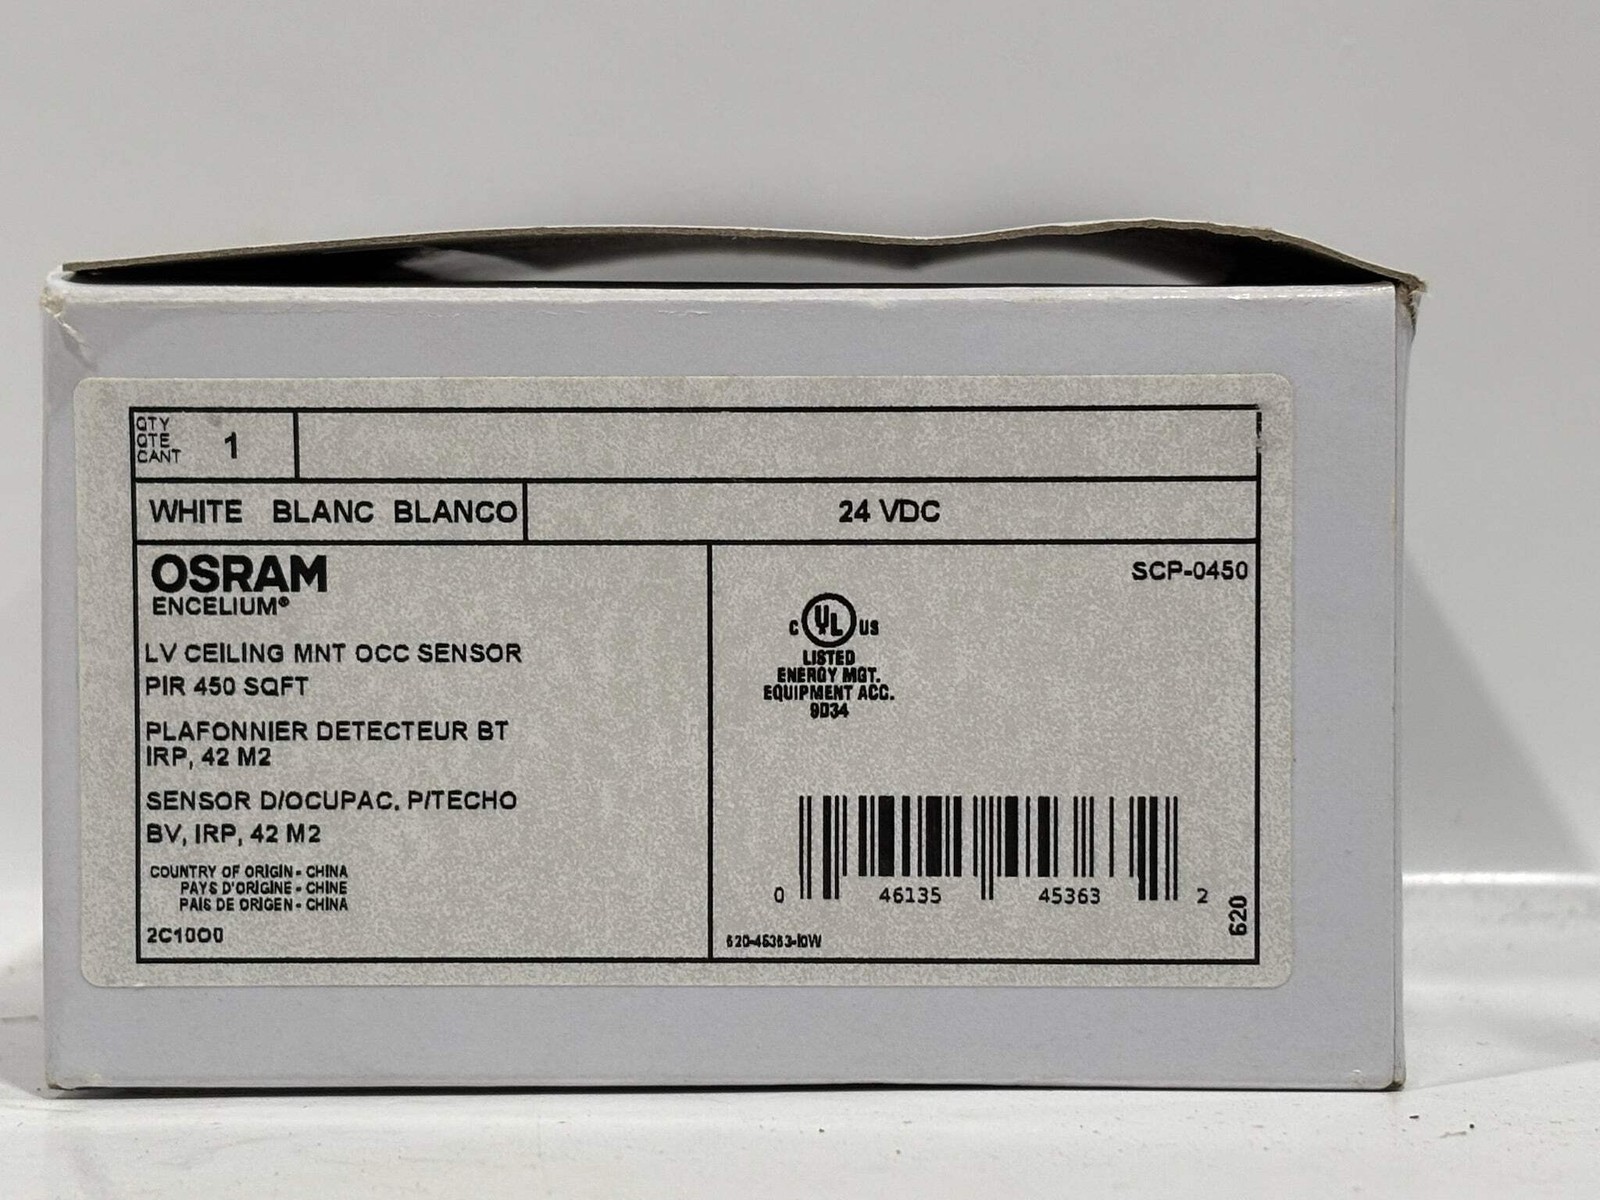 QTY
QTE
CANT
1
WHITE BLANC BLANCO
24 VDC
OSRAM
ENCELIUM®
LV CEILING MNT OCC SENSOR
PIR 450 SQFT
PLAFONNIER DETECTEUR BT
IRP, 42 M2
SENSOR D/OCUPAC. P/TECHO
BV, IRP, 42 M2
COUNTRY OF ORIGIN - CHINA
PAYS D'ORIGINE - CHINE
PAIS DE ORIGEN - CHINA
2C1000
SCP-0450
C UL US
LISTED
ENERGY MGT.
EQUIPMENT ACC.
9D34
0 46135 45363 2
620